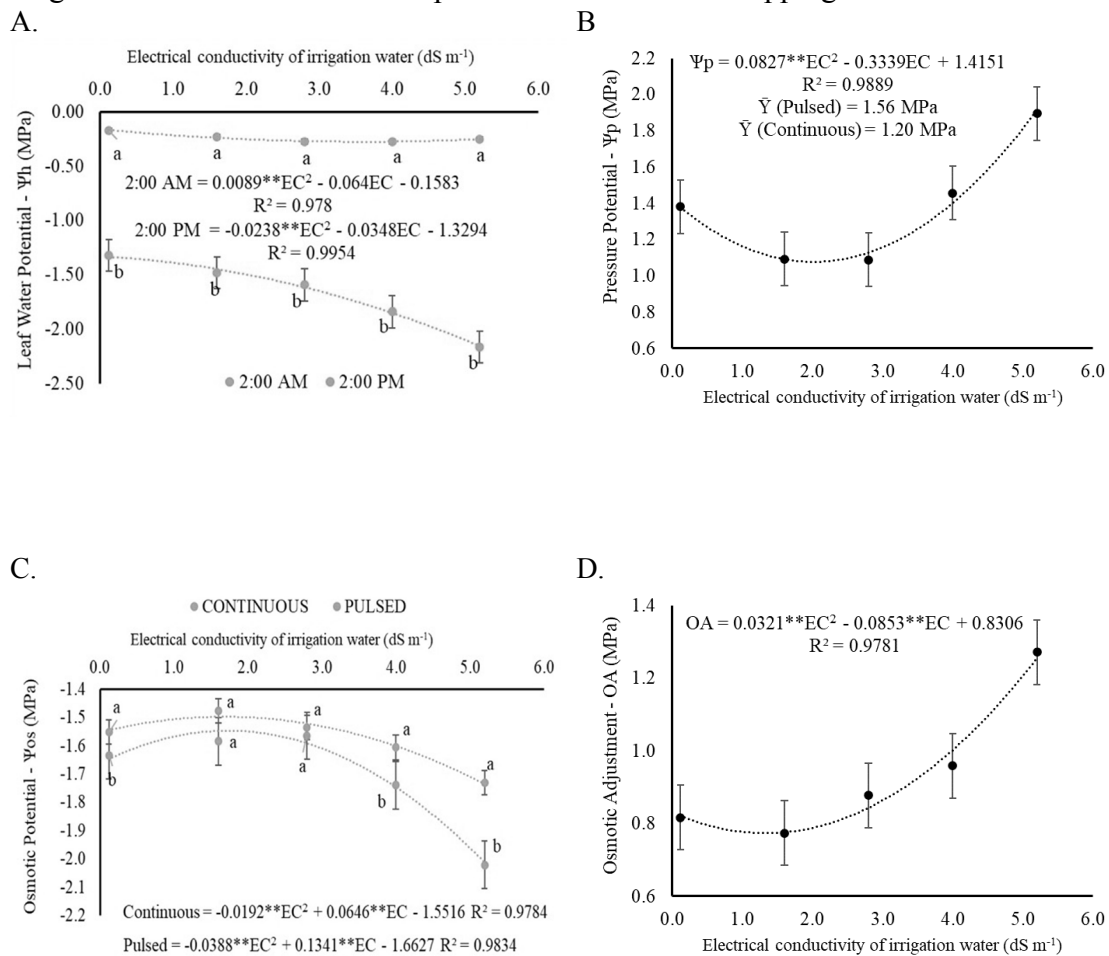 A.
Electrical conductivity of irrigation water (dS m⁻¹)
0.0 1.0 2.0 3.0 4.0 5.0 6.0
0.00
-0.50
-1.00
-1.50
-2.00
-2.50
Leaf Water Potential - Ψh (MPa)
a a a a a
2:00 AM = 0.0089**EC² - 0.064EC - 0.1583
R² = 0.978
2:00 PM = -0.0238**EC² - 0.0348EC - 1.3294
R² = 0.9954
b b b b b
2:00 AM 2:00 PM
B
Ψp = 0.0827**EC² - 0.3339EC + 1.4151
R² = 0.9889
Ȳ (Pulsed) = 1.56 MPa
Ȳ (Continuous) = 1.20 MPa
2.2
2.0
1.8
1.6
1.4
1.2
1.0
0.8
0.6
Pressure Potential - Ψp (MPa)
0.0 1.0 2.0 3.0 4.0 5.0 6.0
Electrical conductivity of irrigation water (dS m⁻¹)
C.
CONTINUOUS PULSED
Electrical conductivity of irrigation water (dS m⁻¹)
0.0 1.0 2.0 3.0 4.0 5.0 6.0
-1.4
-1.5
-1.6
-1.7
-1.8
-1.9
-2.0
-2.1
-2.2
Osmotic Potential - Ψos (MPa)
a a a a a
b a a b b
Continuous = -0.0192**EC² + 0.0646**EC - 1.5516 R² = 0.9784
Pulsed = -0.0388**EC² + 0.1341**EC - 1.6627 R² = 0.9834
D.
OA = 0.0321**EC² - 0.0853**EC + 0.8306
R² = 0.9781
1.4
1.2
1.0
0.8
0.6
Osmotic Adjustment - OA (MPa)
0.0 1.0 2.0 3.0 4.0 5.0 6.0
Electrical conductivity of irrigation water (dS m⁻¹)